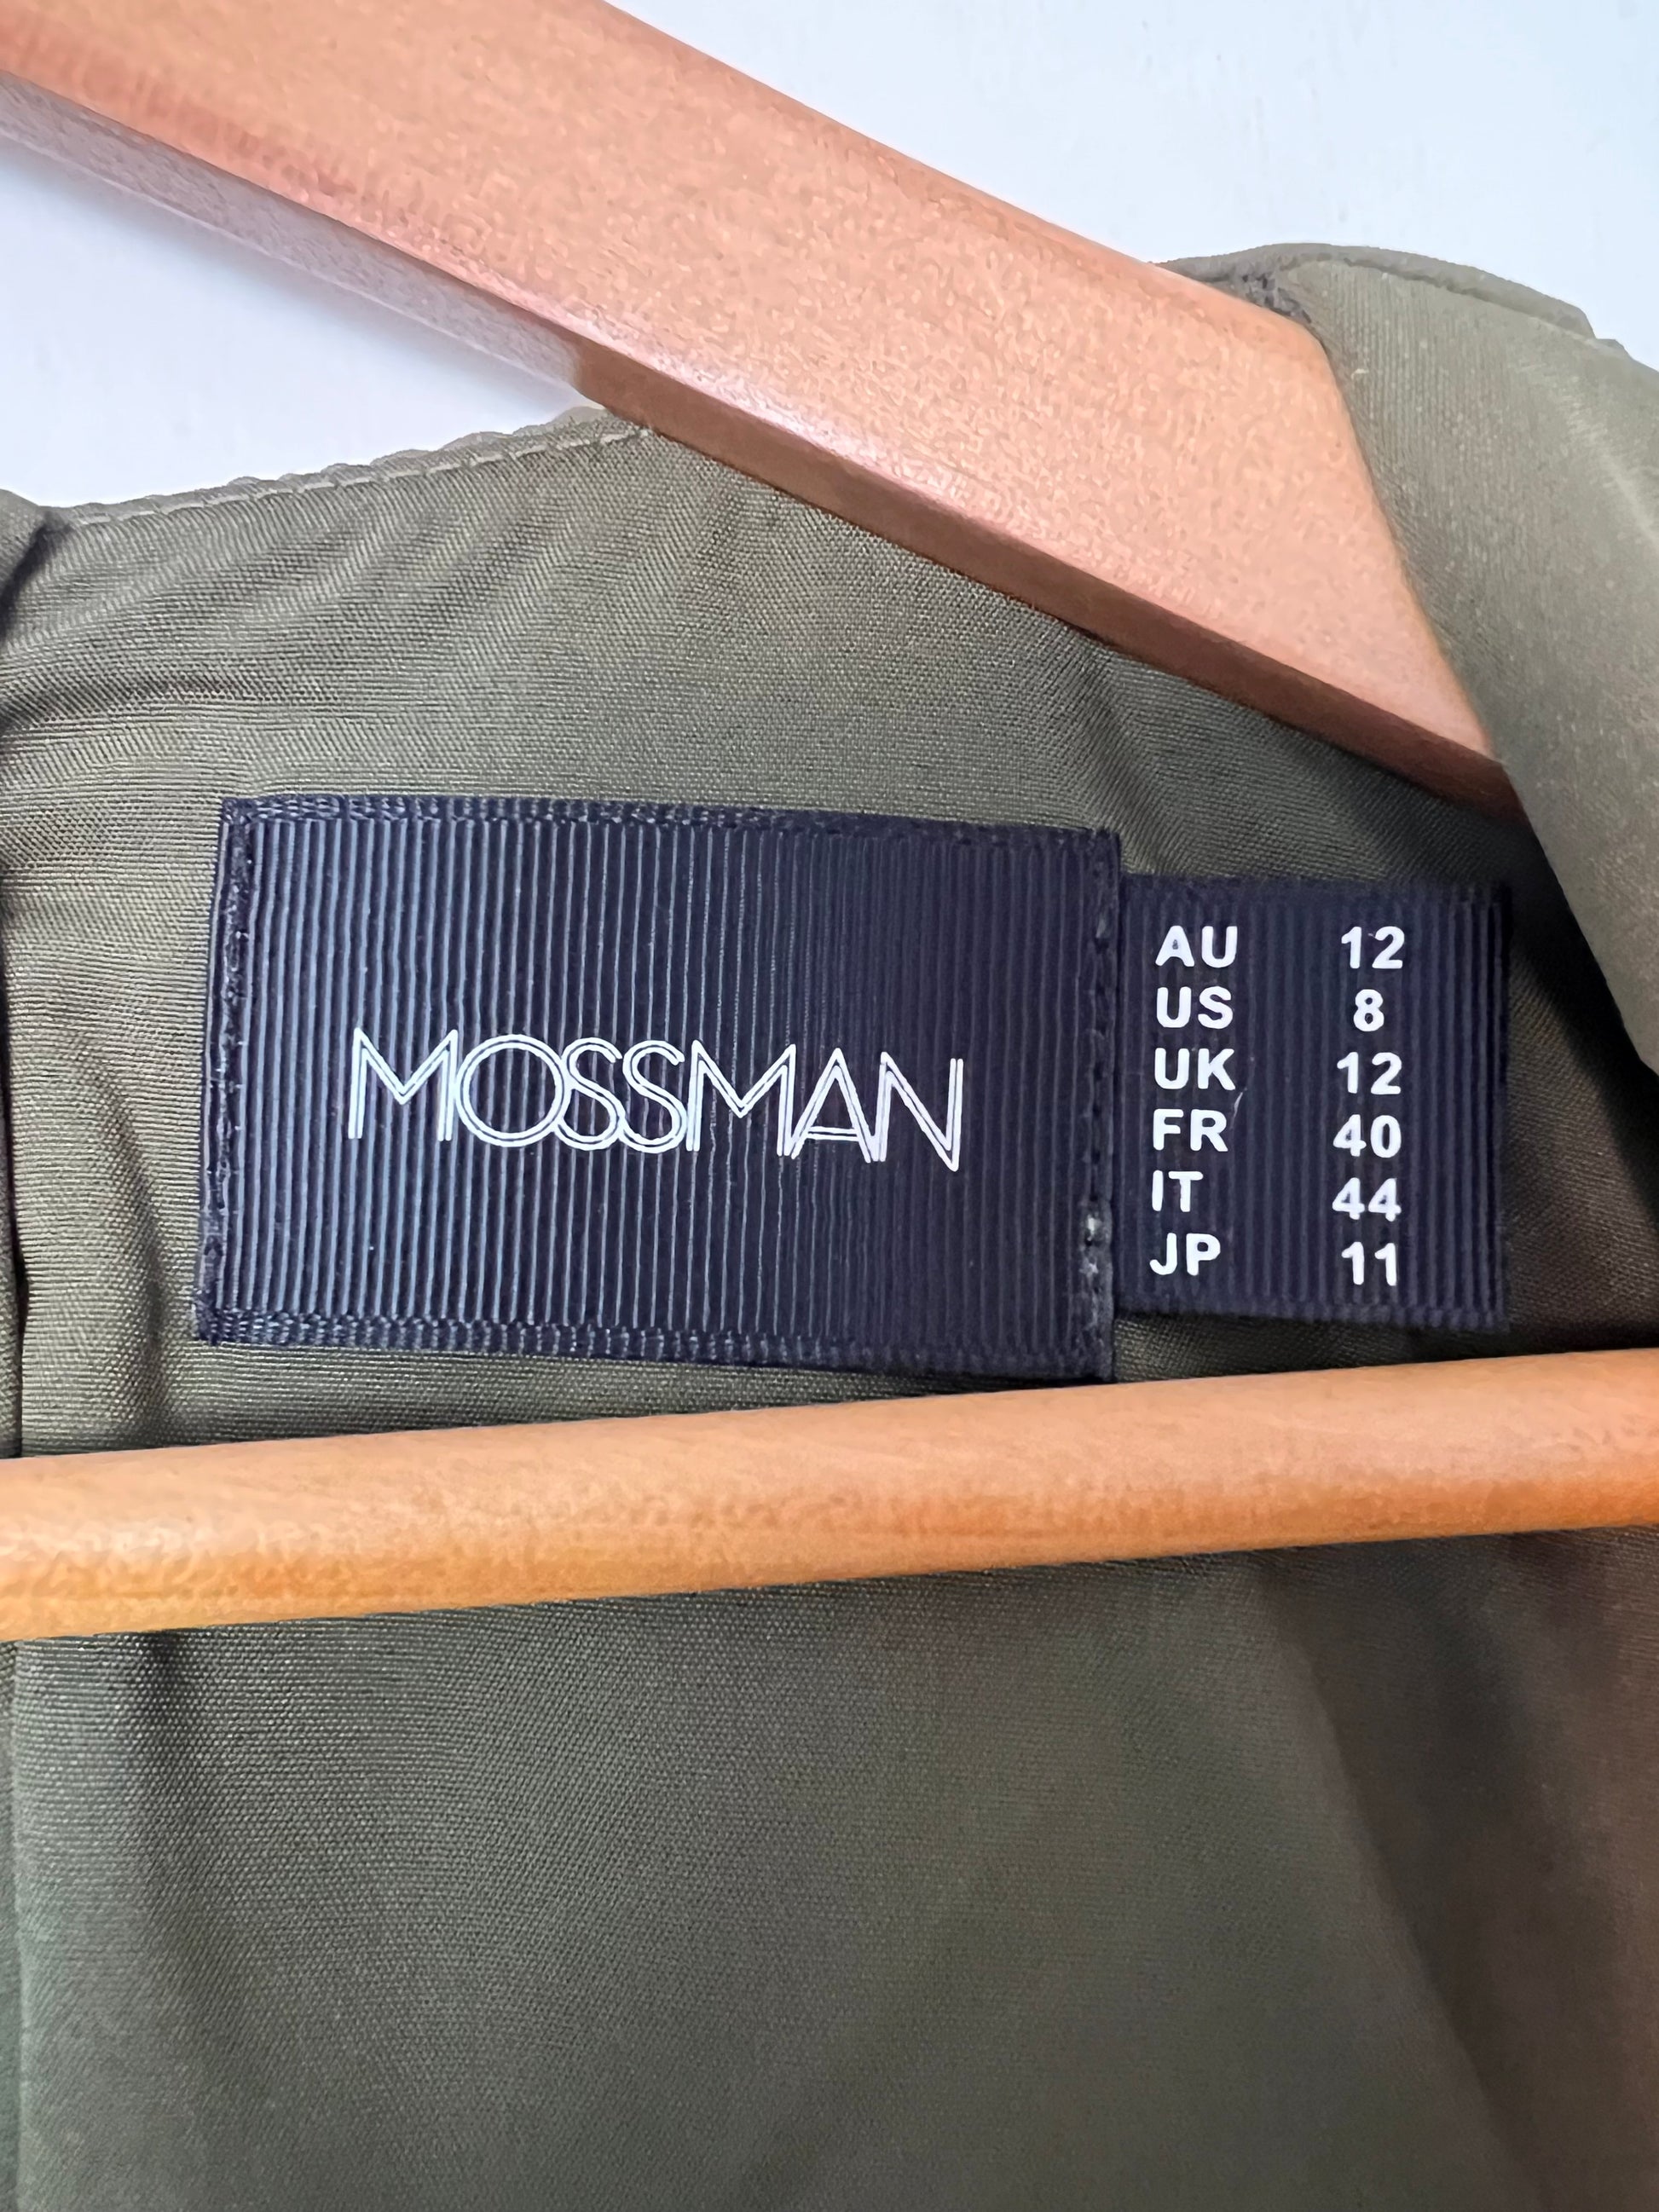 MOSSMAN
AU 12
US 8
UK 12
FR 40
IT 44
JP 11